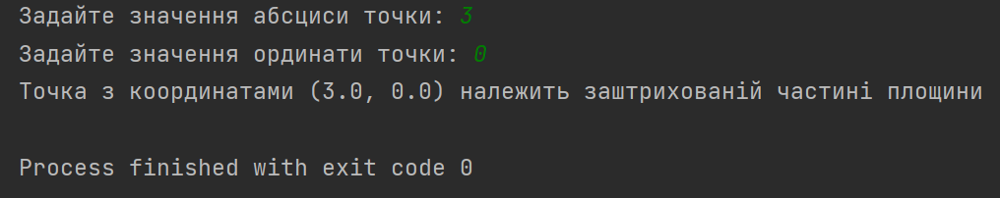 Задайте значення абсциси точки: 3
Задайте значення ординати точки: 0
Точка з координатами (3.0, 0.0) належить заштрихованій частині площини
Process finished with exit code 0